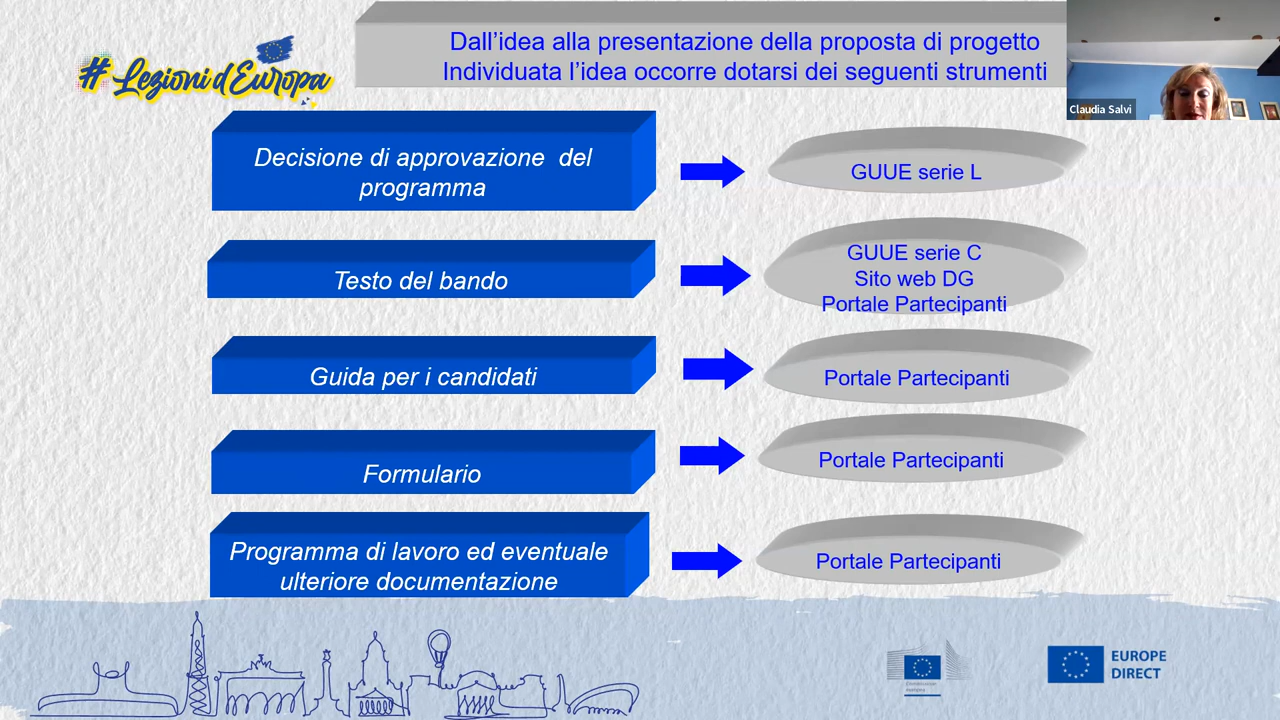 # Lezioni d'Europa
Dall'idea alla presentazione della proposta di progetto
Individuata l'idea occorre dotarsi dei seguenti strumenti
Claudia Salvi
Decisione di approvazione del
programma
GUUE serie L
Testo del bando
GUUE serie C
Sito web DG
Portale Partecipanti
Guida per i candidati
Portale Partecipanti
Formulario
Portale Partecipanti
Programma di lavoro ed eventuale
ulteriore documentazione
Portale Partecipanti
Commissione
europea
EUROPE
DIRECT